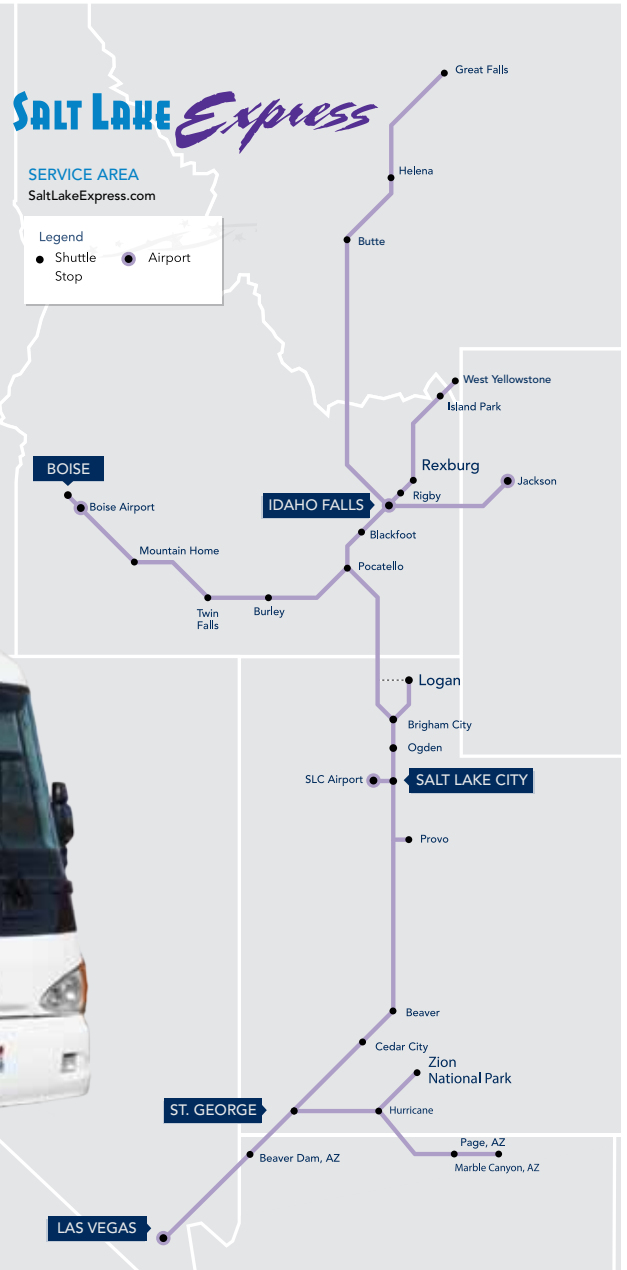 SALT LAKE Express
SERVICE AREA
SaltLakeExpress.com
Legend
Shuttle
Stop
Airport
Great Falls
Helena
Butte
West Yellowstone
Island Park
Rexburg
Rigby
Jackson
IDAHO FALLS
Blackfoot
Pocatello
BOISE
Boise Airport
Mountain Home
Twin
Falls
Burley
Logan
Brigham City
Ogden
SLC Airport
SALT LAKE CITY
Provo
Beaver
Cedar City
Zion
National Park
ST. GEORGE
Hurricane
Page, AZ
Marble Canyon, AZ
Beaver Dam, AZ
LAS VEGAS